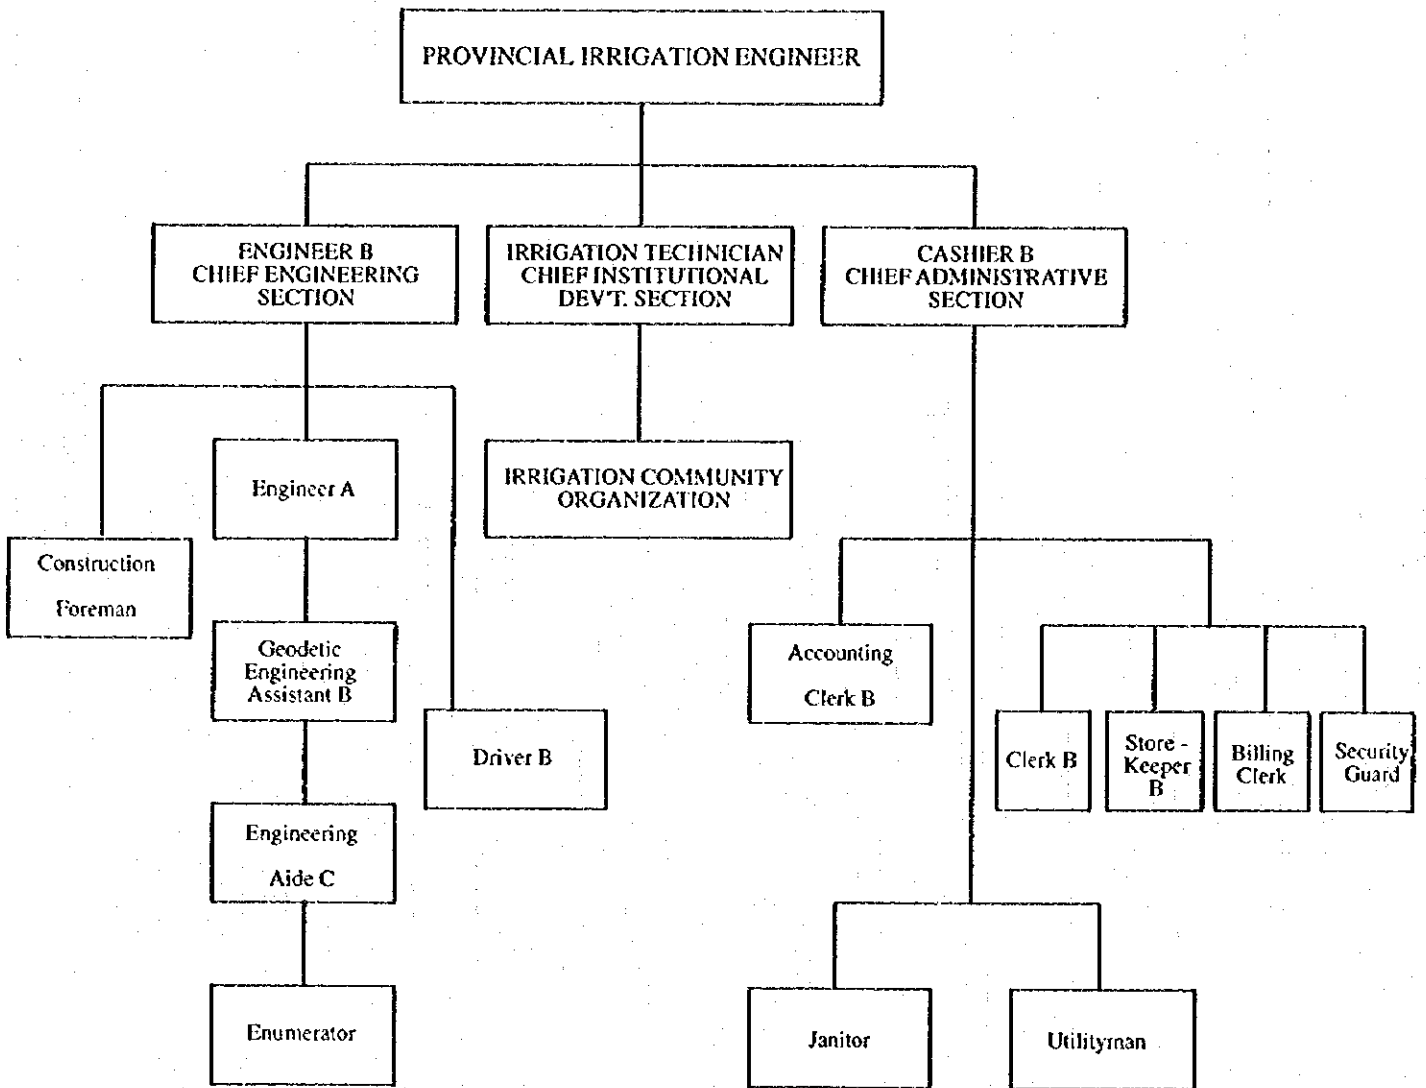 PROVINCIAL IRRIGATION ENGINEER
ENGINEER B
CHIEF ENGINEERING
SECTION
IRRIGATION TECHNICIAN
CHIEF INSTITUTIONAL
DEV'T. SECTION
CASHIER B
CHIEF ADMINISTRATIVE
SECTION
Engineer A
IRRIGATION COMMUNITY
ORGANIZATION
Construction
Foreman
Geodetic
Engineering
Assistant B
Accounting
Clerk B
Driver B
Clerk B
Store -
Keeper
B
Billing
Clerk
Security
Guard
Engineering
Aide C
Enumerator
Janitor
Utilityman